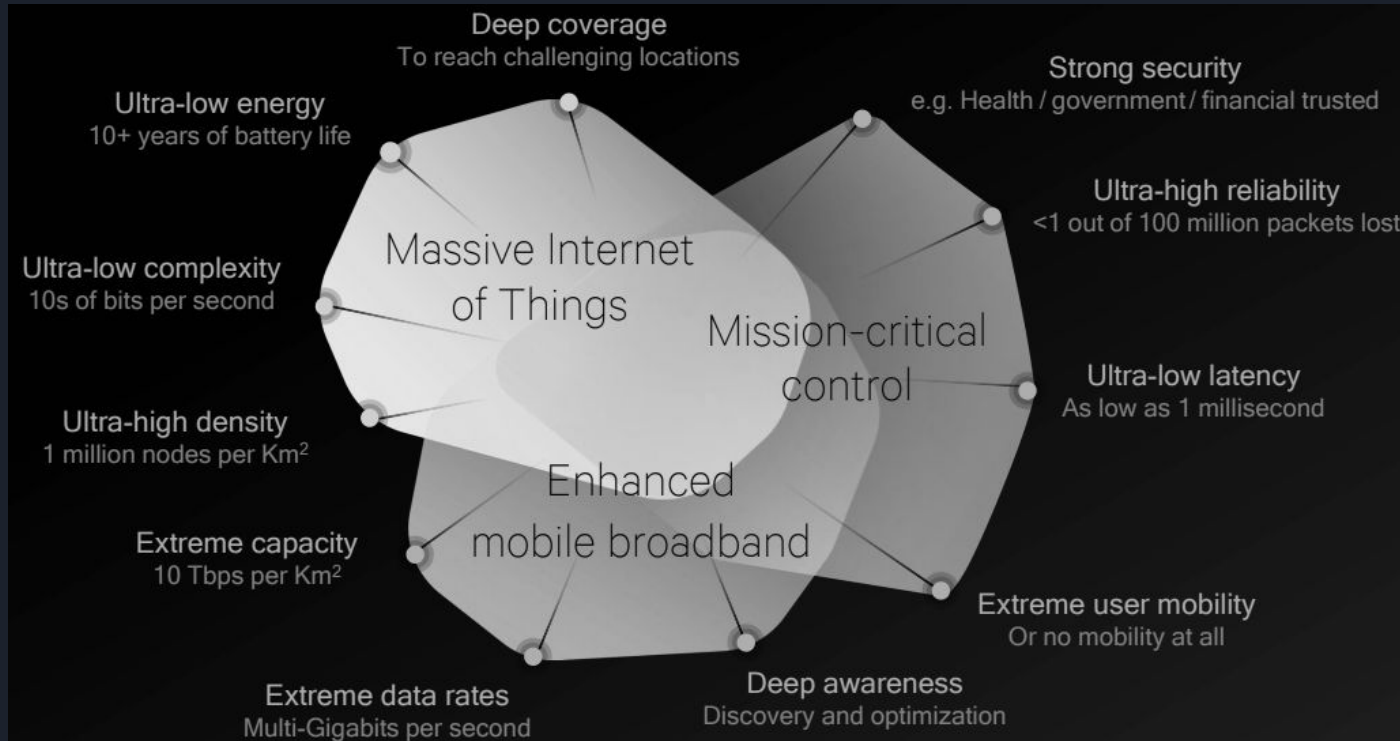 Deep coverage
To reach challenging locations
Strong security
e.g. Health / government / financial trusted
Ultra-low energy
10+ years of battery life
Ultra-high reliability
<1 out of 100 million packets lost
Massive Internet
of Things
Ultra-low complexity
10s of bits per second
Mission-critical
control
Ultra-low latency
As low as 1 millisecond
Ultra-high density
1 million nodes per Km²
Enhanced
mobile broadband
Extreme capacity
10 Tbps per Km²
Extreme user mobility
Or no mobility at all
Extreme data rates
Multi-Gigabits per second
Deep awareness
Discovery and optimization